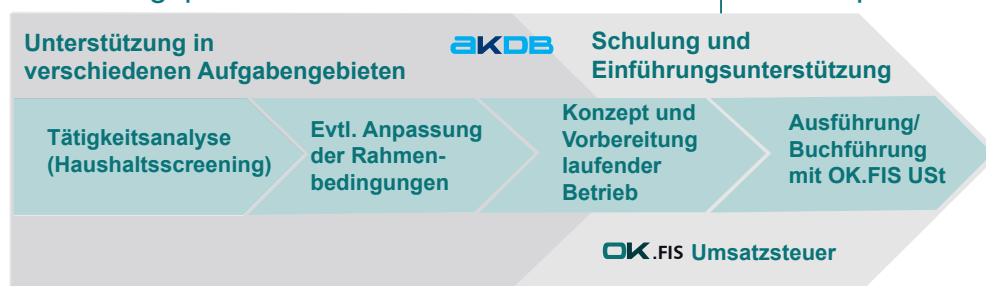 Unterstützung in
verschiedenen Aufgabengebieten
AKDB
Schulung und
Einführungsunterstützung
Tätigkeitsanalyse
(Haushaltsscreening)
Evtl. Anpassung
der Rahmen-
bedingungen
Konzept und
Vorbereitung
laufender
Betrieb
Ausführung/
Buchführung
mit OK.FIS USt
OK.FIS Umsatzsteuer